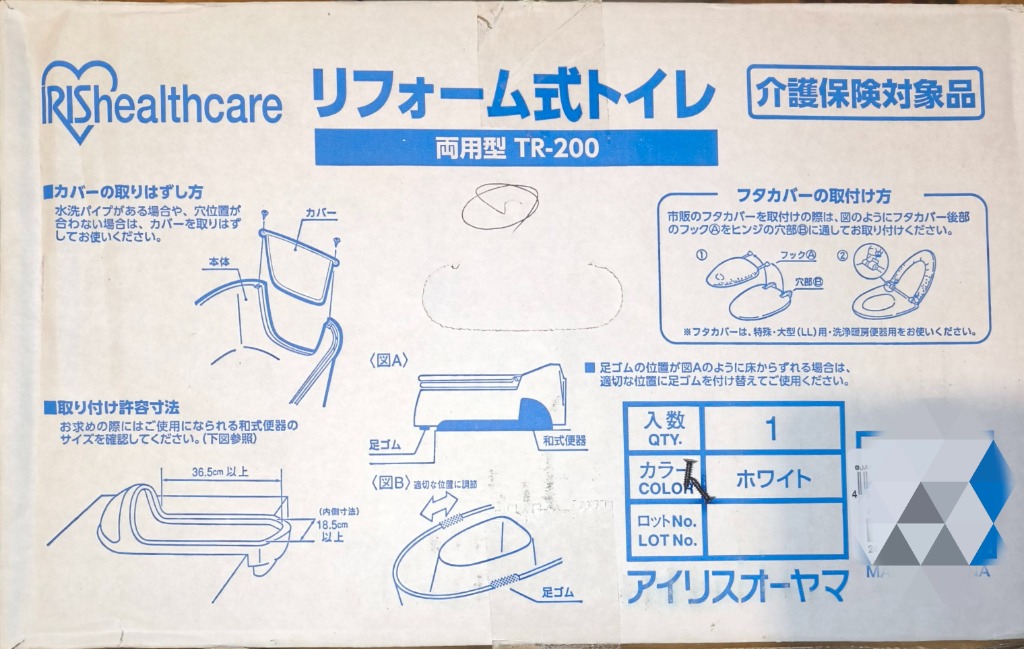 IRIShealthcare
リフォーム式トイレ
介護保険対象品
両用型 TR-200
■カバーの取りはずし方
水洗パイプがある場合や、穴位置が
合わない場合は、カバーを取りはず
してお使いください。
カバー
本体
フタカバーの取付け方
市販のフタカバーを取付けの際は、図のようにフタカバー後部
のフックⒶをヒンジの穴部Ⓑに通してお取り付けください。
①
フックⒶ
②
穴部Ⓑ
※フタカバーは、特殊・大型(LL)用・洗浄暖房便器用をお使いください。
〈図A〉
足ゴム
和式便器
■ 足ゴムの位置が図Aのように床からずれる場合は、
適切な位置に足ゴムを付け替えてご使用ください。
■取り付け許容寸法
お求めの際にはご使用になられる和式便器の
サイズを確認してください。(下図参照)
36.5cm以上
(内側寸法)
18.5cm
以上
〈図B〉
適切な位置に調節
足ゴム
入数
QTY.
1
カラー
COLOR
ホワイト
ロットNo.
LOT No.
アイリスオーヤマ